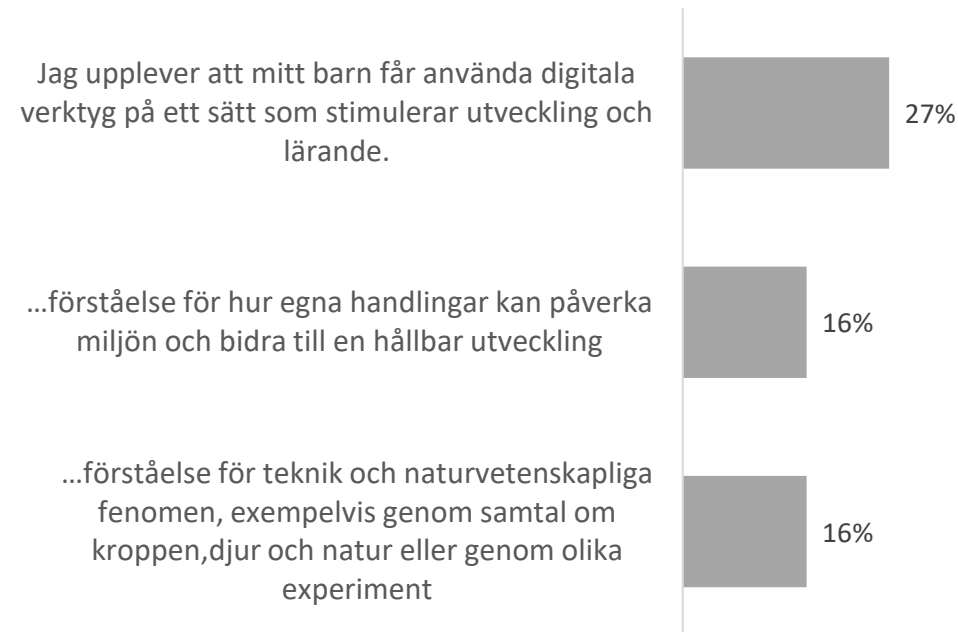 Jag upplever att mitt barn får använda digitala
verktyg på ett sätt som stimulerar utveckling och
lärande.
27%
…förståelse för hur egna handlingar kan påverka
miljön och bidra till en hållbar utveckling
16%
…förståelse för teknik och naturvetenskapliga
fenomen, exempelvis genom samtal om
kroppen,djur och natur eller genom olika
experiment
16%